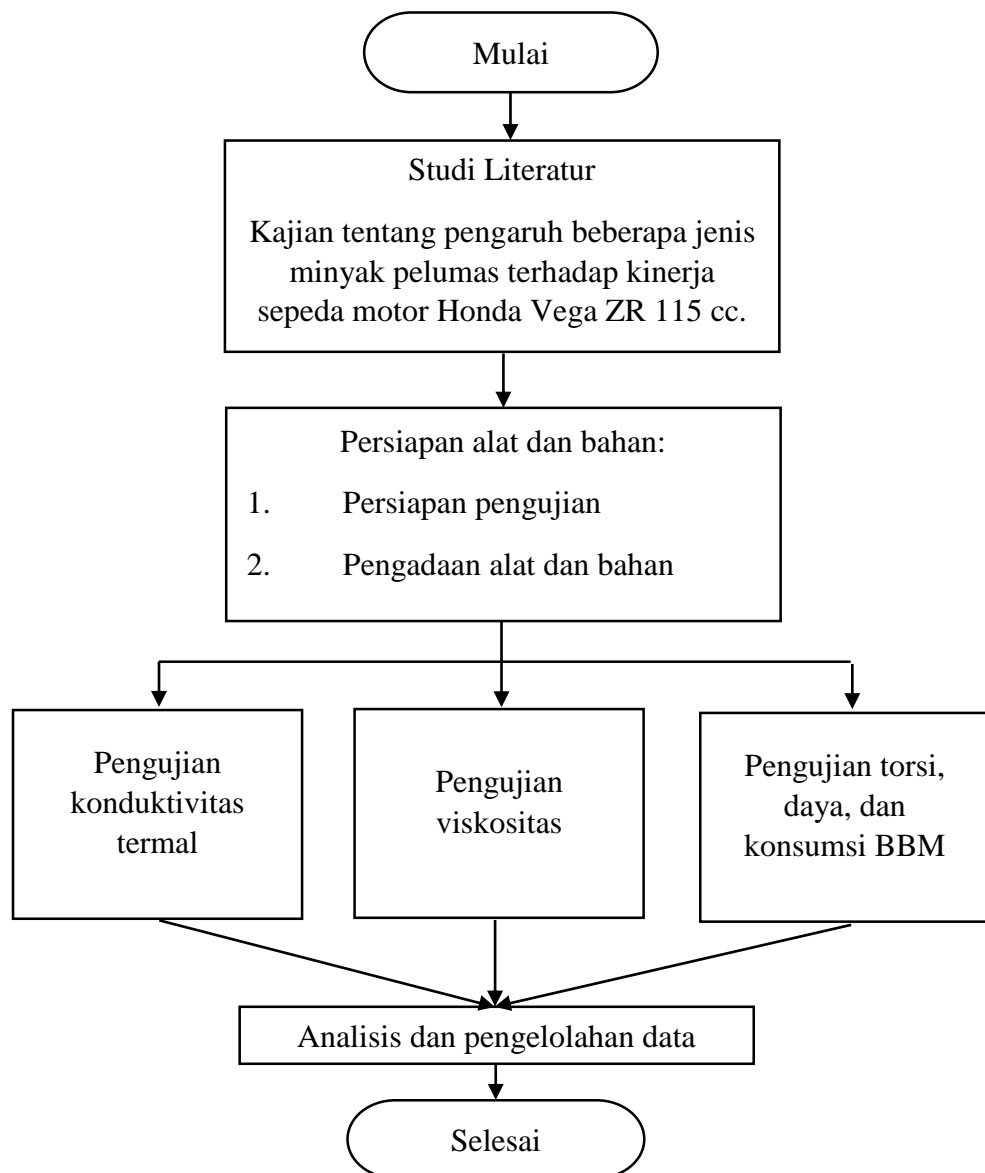 Mulai
Studi Literatur
Kajian tentang pengaruh beberapa jenis
minyak pelumas terhadap kinerja
sepeda motor Honda Vega ZR 115 cc.
Persiapan alat dan bahan:
1. Persiapan pengujian
2. Pengadaan alat dan bahan
Pengujian
konduktivitas
termal
Pengujian
viskositas
Pengujian torsi,
daya, dan
konsumsi BBM
Analisis dan pengelolahan data
Selesai